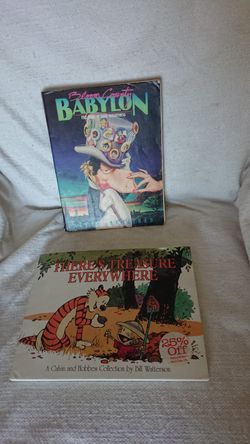 Bloom County
BABYLON
THERE'S TREASURE
EVERYWHERE
25%
Off
A Calvin and Hobbes Collection by Bill Watterson